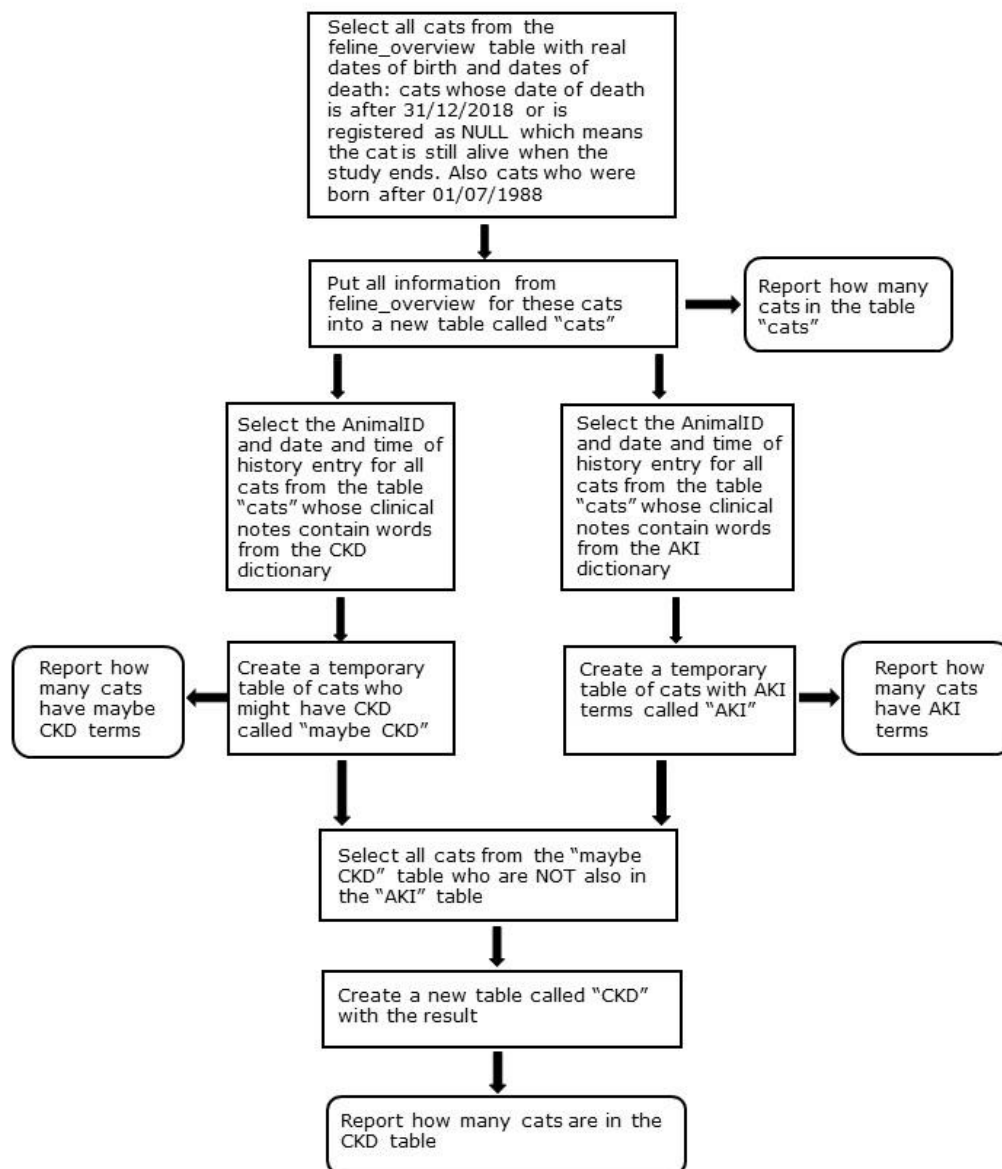 Select all cats from the
feline_overview table with real
dates of birth and dates of
death: cats whose date of death
is after 31/12/2018 or is
registered as NULL which means
the cat is still alive when the
study ends. Also cats who were
born after 01/07/1988
Put all information from
feline_overview for these cats
into a new table called “cats”
Report how many
cats in the table
“cats”
Select the AnimalID
and date and time of
history entry for all
cats from the table
“cats” whose clinical
notes contain words
from the CKD
dictionary
Select the AnimalID
and date and time of
history entry for all
cats from the table
“cats” whose clinical
notes contain words
from the AKI
dictionary
Report how
many cats
have maybe
CKD terms
Create a temporary
table of cats who
might have CKD
called “maybe CKD”
Create a temporary
table of cats with AKI
terms called “AKI”
Report how
many cats
have AKI
terms
Select all cats from the “maybe
CKD” table who are NOT also in
the “AKI” table
Create a new table called “CKD”
with the result
Report how many cats are in the
CKD table